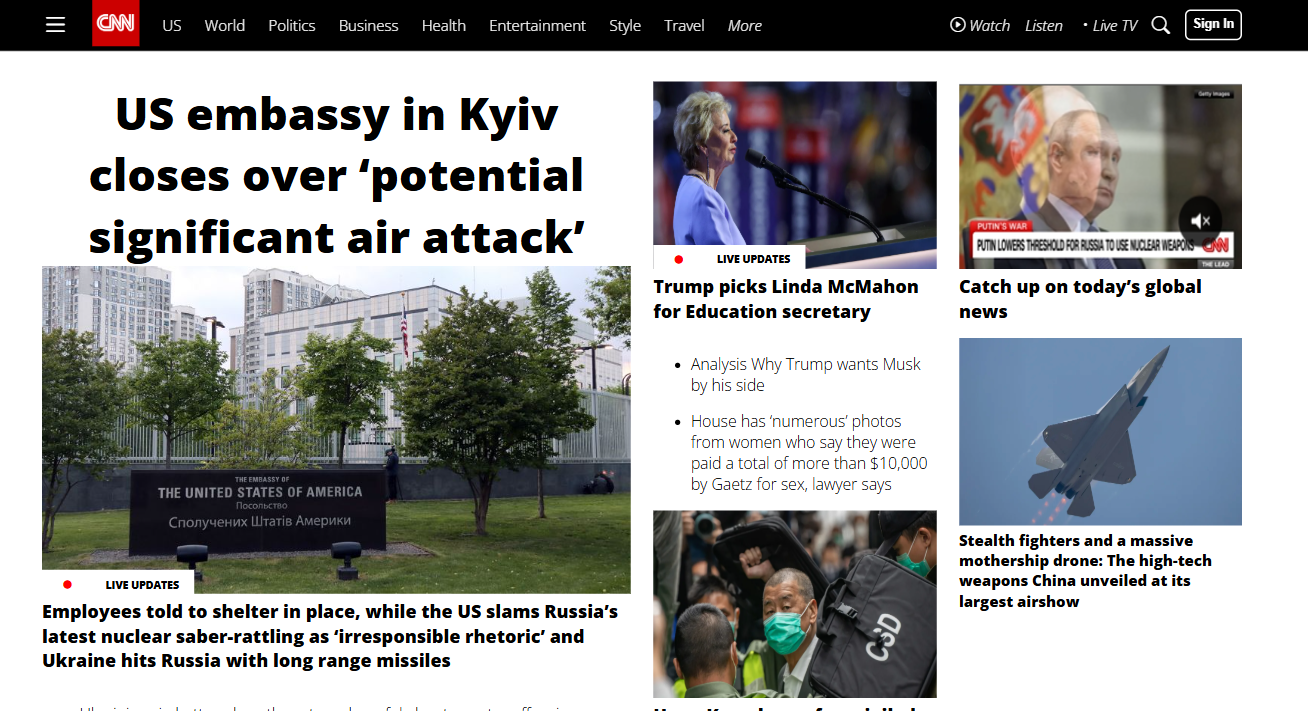 CNN
US World Politics Business Health Entertainment Style Travel More
Watch Listen • Live TV Sign In
US embassy in Kyiv
closes over ‘potential
significant air attack’
THE EMBASSY OF
THE UNITED STATES OF AMERICA
Посольство
Сполучених Штатів Америки
LIVE UPDATES
Employees told to shelter in place, while the US slams Russia’s
latest nuclear saber-rattling as ‘irresponsible rhetoric’ and
Ukraine hits Russia with long range missiles
LIVE UPDATES
Trump picks Linda McMahon
for Education secretary
Analysis Why Trump wants Musk
by his side
House has ‘numerous’ photos
from women who say they were
paid a total of more than $10,000
by Gaetz for sex, lawyer says
CSD
Getty Images
PUTIN'S WAR
PUTIN LOWERS THRESHOLD FOR RUSSIA TO USE NUCLEAR WEAPONS
CNN
THE LEAD
Catch up on today’s global
news
Stealth fighters and a massive
mothership drone: The high-tech
weapons China unveiled at its
largest airshow